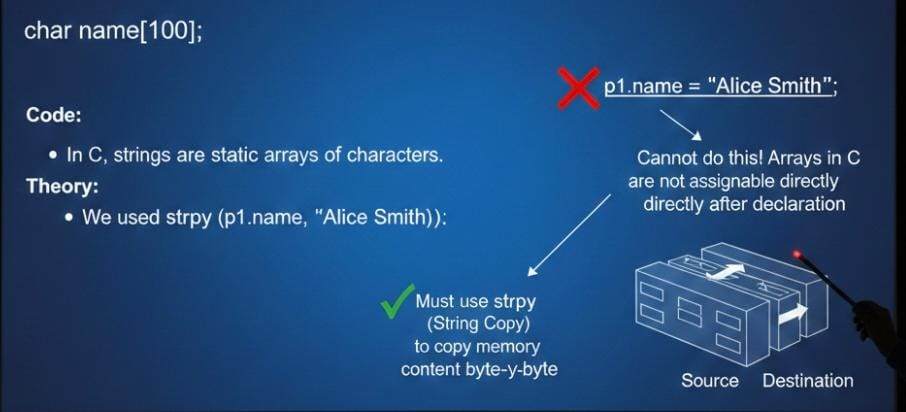 char name[100];
Code:
• In C, strings are static arrays of characters.
Theory:
• We used strpy (p1.name, "Alice Smith)):
p1.name = "Alice Smith";
Cannot do this! Arrays in C
are not assignable directly
directly after declaration
Must use strpy
(String Copy)
to copy memory
content byte-y-byte
Source Destination